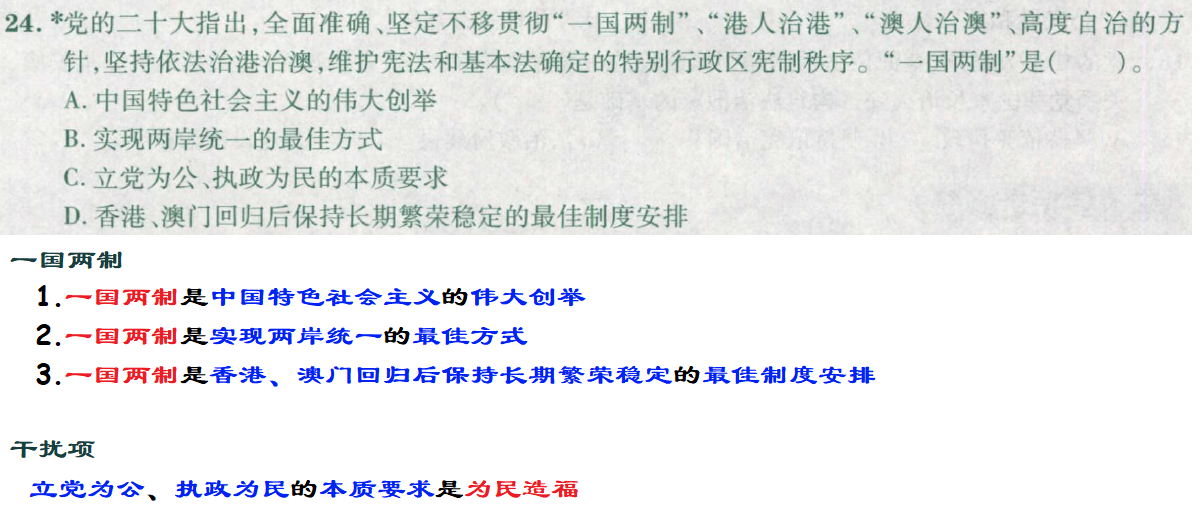 24. *党的二十大指出,全面准确、坚定不移贯彻“一国两制”、“港人治港”、“澳人治澳”、高度自治的方
针,坚持依法治港治澳,维护宪法和基本法确定的特别行政区宪制秩序。“一国两制”是(　　)。
A. 中国特色社会主义的伟大创举
B. 实现两岸统一的最佳方式
C. 立党为公、执政为民的本质要求
D. 香港、澳门回归后保持长期繁荣稳定的最佳制度安排
一国两制
1.一国两制是中国特色社会主义的伟大创举
2.一国两制是实现两岸统一的最佳方式
3.一国两制是香港、澳门回归后保持长期繁荣稳定的最佳制度安排
干扰项
立党为公、执政为民的本质要求是为民造福